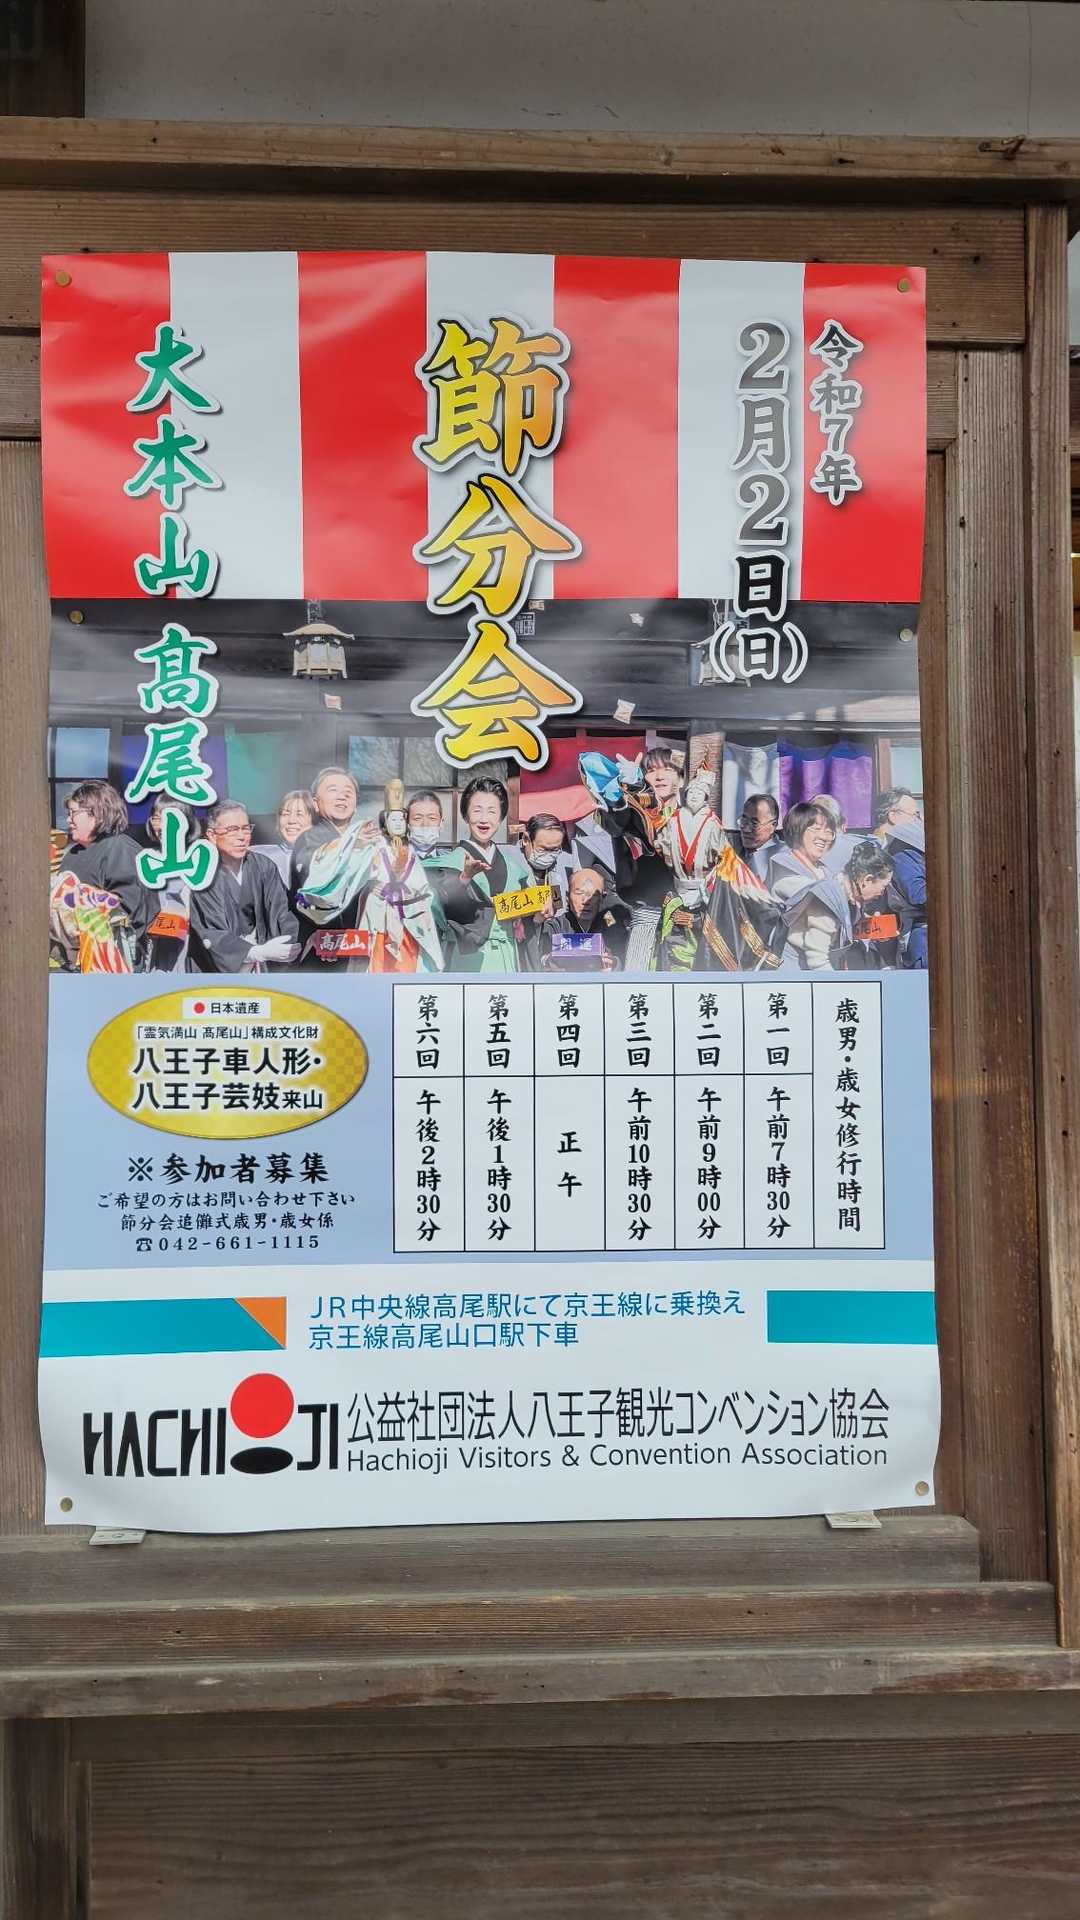 令和7年
2月2日(日)
節分会
大本山 髙尾山
高尾山
高尾山
高尾山
開運
日本遺産
「霊気満山 髙尾山」構成文化財
八王子車人形・
八王子芸妓来山
※参加者募集
ご希望の方はお問い合わせ下さい
節分会追儺式歳男・歳女係
☎042-661-1115
歳男・歳女修行時間
第一回 午前7時30分
第二回 午前9時00分
第三回 午前10時30分
第四回 正午
第五回 午後1時30分
第六回 午後2時30分
JR中央線高尾駅にて京王線に乗換え
京王線高尾山口駅下車
HACHIOJI 公益社団法人八王子観光コンベンション協会
Hachioji Visitors & Convention Association